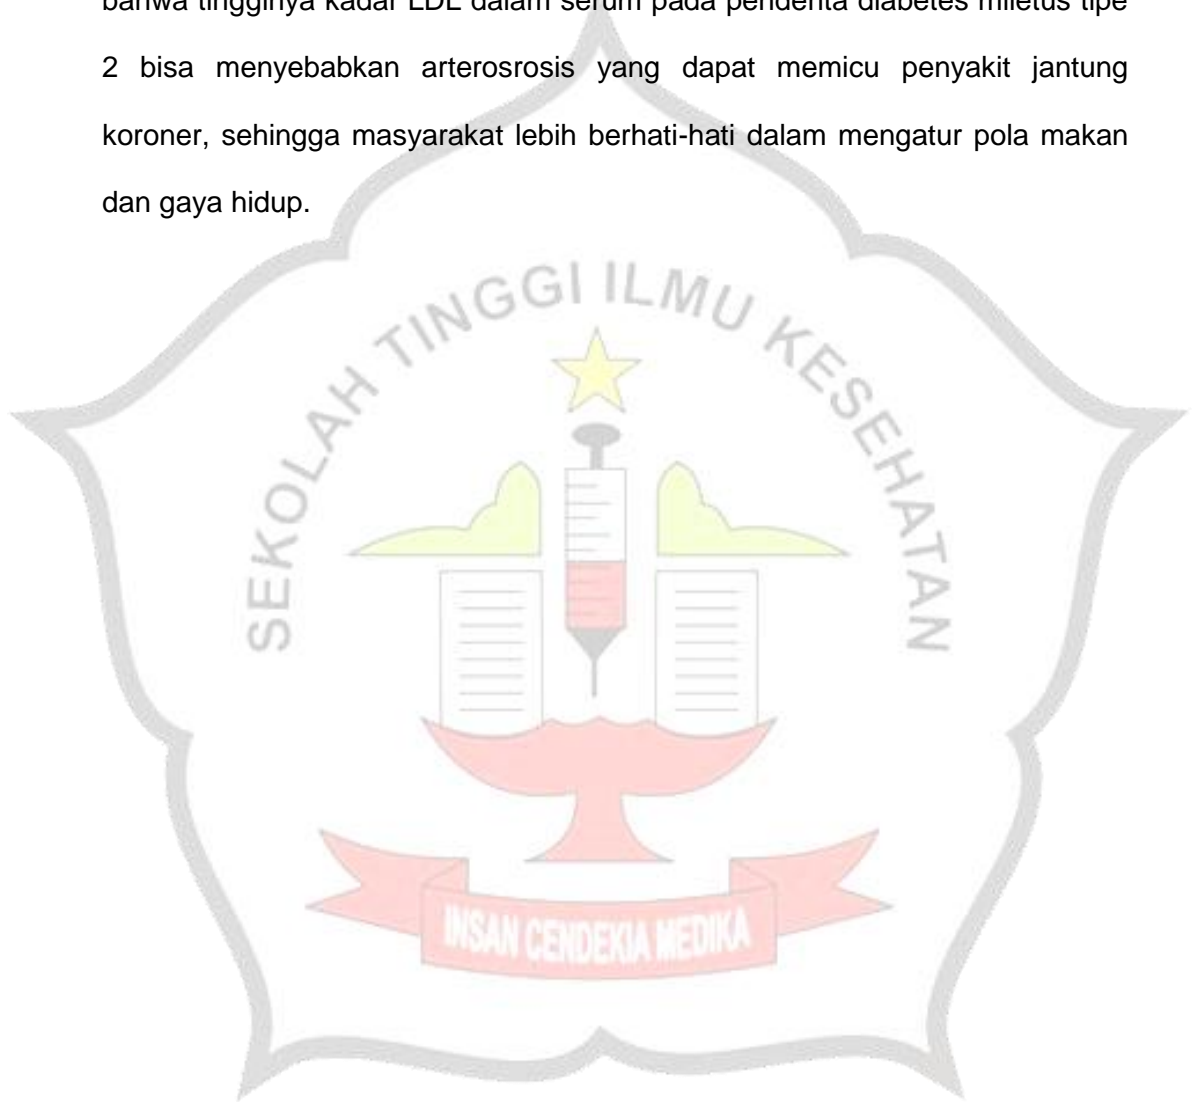 bahwa tingginya kadar LDL dalam serum pada penderita diabetes miletus tipe
2 bisa menyebabkan arterosrosis yang dapat memicu penyakit jantung
koroner, sehingga masyarakat lebih berhati-hati dalam mengatur pola makan
dan gaya hidup.
SEKOLAH TINGGI ILMU KESEHATAN
INSAN CENDEKIA MEDIKA